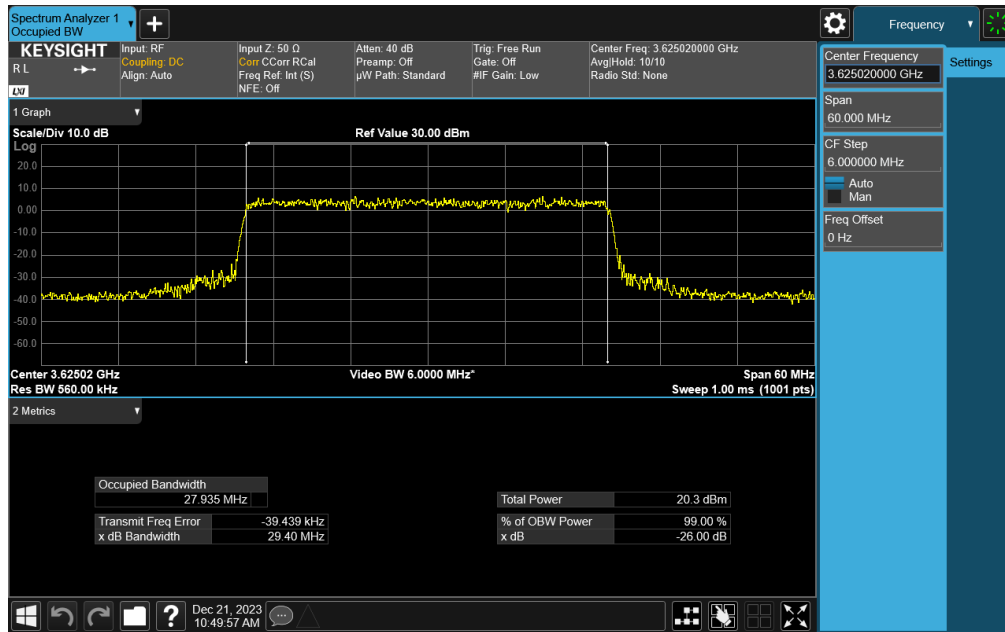 Spectrum Analyzer 1
Occupied BW
+
Frequency
KEYSIGHT
R L
LXI
Input: RF
Coupling: DC
Align: Auto
Input Z: 50 Ω
Corr CCorr RCal
Freq Ref: Int (S)
NFE: Off
Atten: 40 dB
Preamp: Off
µW Path: Standard
Trig: Free Run
Gate: Off
#IF Gain: Low
Center Freq: 3.625020000 GHz
Avg|Hold: 10/10
Radio Std: None
Center Frequency
3.625020000 GHz
Settings
Span
60.000 MHz
CF Step
6.000000 MHz
Auto
Man
Freq Offset
0 Hz
1 Graph
Scale/Div 10.0 dB
Ref Value 30.00 dBm
Log
20.0
10.0
0.00
-10.0
-20.0
-30.0
-40.0
-50.0
-60.0
Center 3.62502 GHz
Video BW 6.0000 MHz*
Span 60 MHz
Res BW 560.00 kHz
Sweep 1.00 ms (1001 pts)
2 Metrics
Occupied Bandwidth
27.935 MHz
Total Power 20.3 dBm
Transmit Freq Error -39.439 kHz
% of OBW Power 99.00 %
x dB Bandwidth 29.40 MHz
x dB -26.00 dB
?
Dec 21, 2023
10:49:57 AM